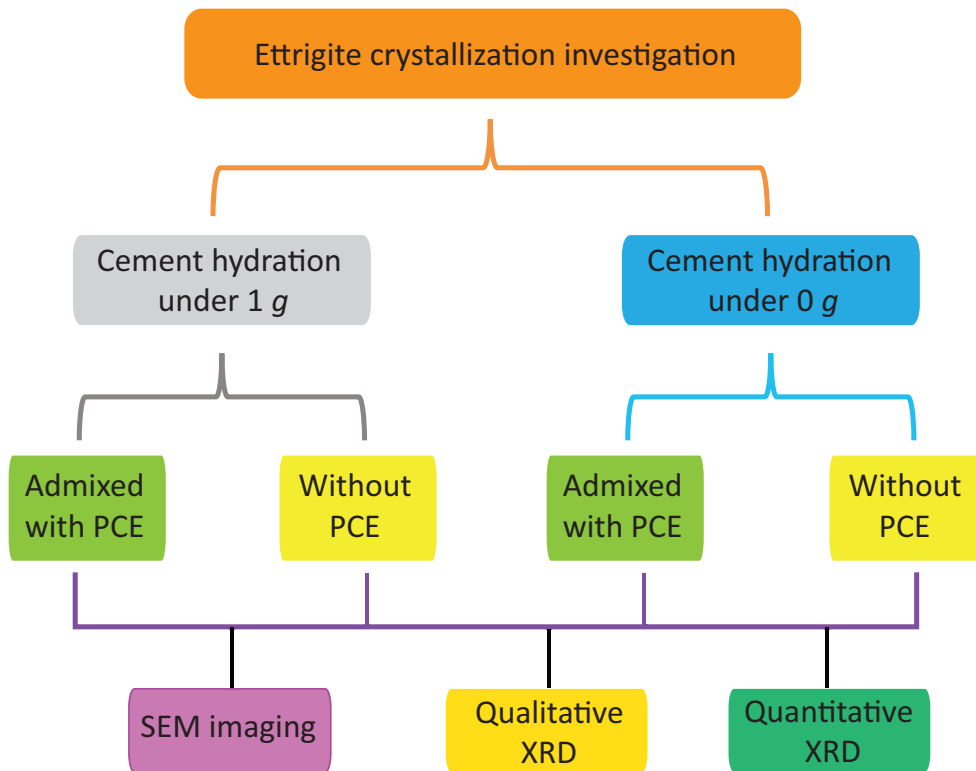 Ettrigite crystallization investigation
Cement hydration
under 1 g
Cement hydration
under 0 g
Admixed
with PCE
Without
PCE
Admixed
with PCE
Without
PCE
SEM imaging
Qualitative
XRD
Quantitative
XRD